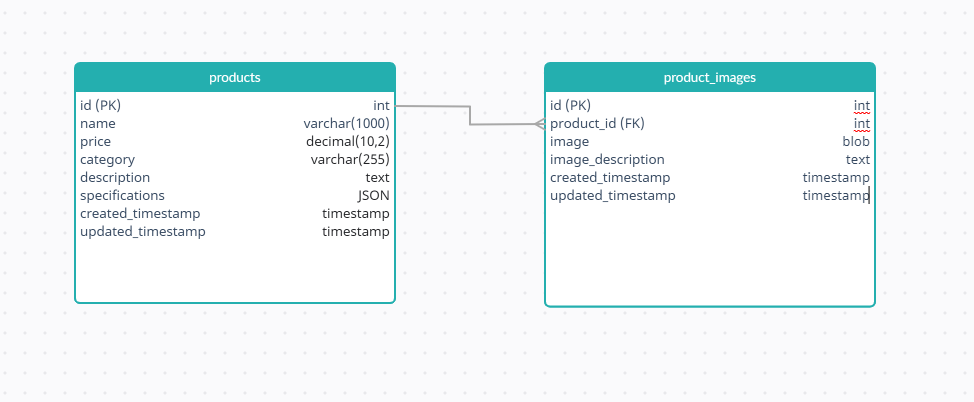 products
id (PK) int
name varchar(1000)
price decimal(10,2)
category varchar(255)
description text
specifications JSON
created_timestamp timestamp
updated_timestamp timestamp
product_images
id (PK) int
product_id (FK) int
image blob
image_description text
created_timestamp timestamp
updated_timestamp timestamp